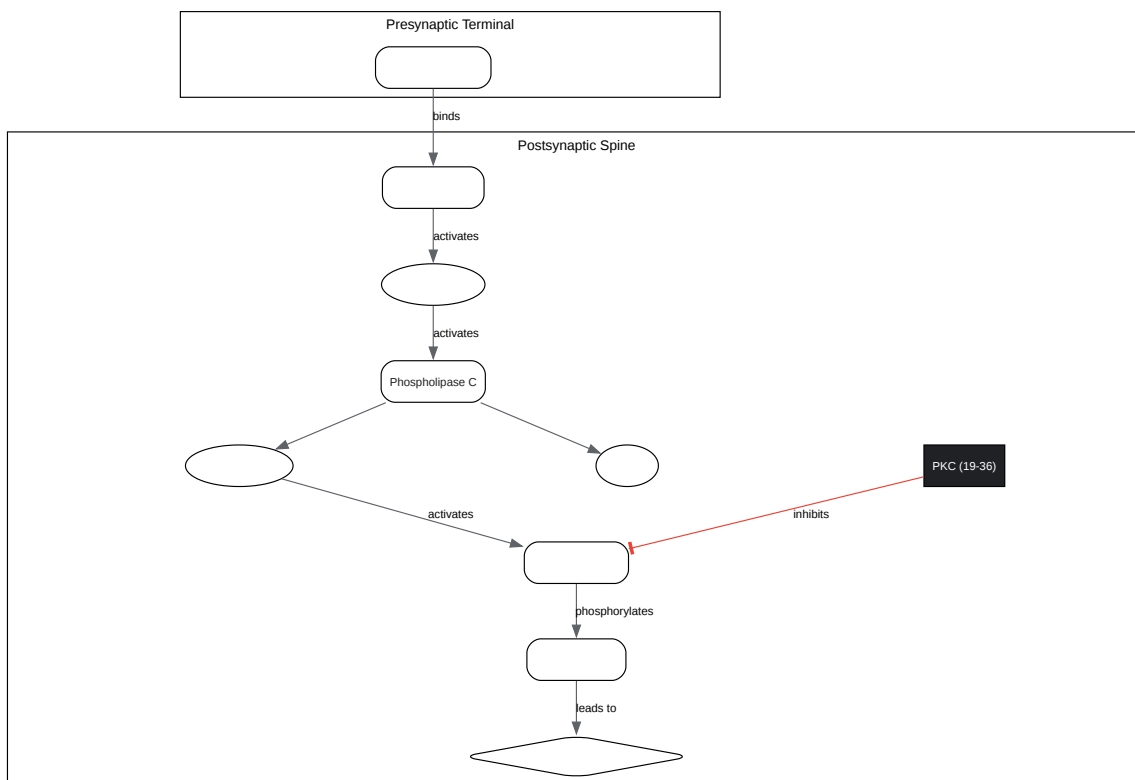 Presynaptic Terminal
binds
Postsynaptic Spine
activates
activates
Phospholipase C
PKC (19-36)
activates
inhibits
phosphorylates
leads to